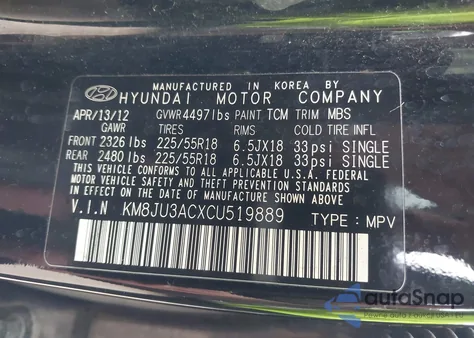 MANUFACTURED IN KOREA BY
HYUNDAI MOTOR COMPANY
APR/13/12 GVWR 4497lbs PAINT TCM TRIM MBS
GAWR TIRES RIMS COLD TIRE INFL
FRONT 2326 lbs 225/55R18 6.5JX18 33psi SINGLE
REAR 2480 lbs 225/55R18 6.5JX18 33psi SINGLE
THIS VEHICLE CONFORMS TO ALL APPLICABLE U.S.A. FEDERAL
MOTOR VEHICLE SAFETY STANDARDS
IN EFFECT ON THE DATE OF MANUFACTURE SHOWN ABOVE.
V.I.N KM8JU3ACXCU519889 TYPE: MPV
autoSnap